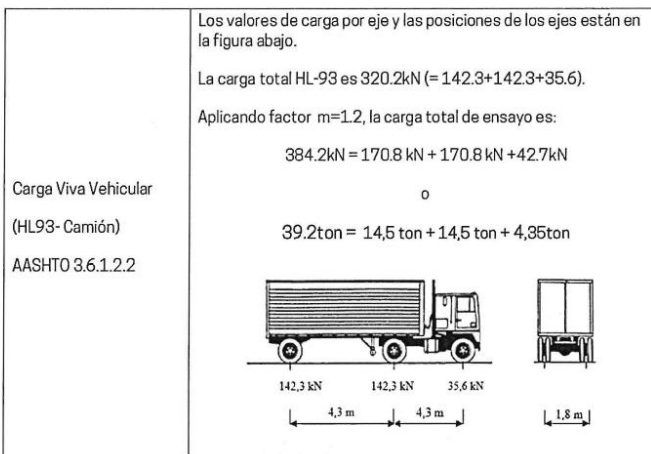 Los valores de carga por eje y las posiciones de los ejes están en
la figura abajo.
La carga total HL-93 es 320.2kN (= 142.3+142.3+35.6).
Aplicando factor m=1.2, la carga total de ensayo es:
384.2kN = 170.8 kN + 170.8 kN +42.7kN
o
39.2ton = 14,5 ton + 14,5 ton + 4,35ton
Carga Viva Vehicular
(HL93- Camión)
AASHTO 3.6.1.2.2
142,3 kN 142,3 kN 35,6 kN
4,3 m 4,3 m 1,8 m